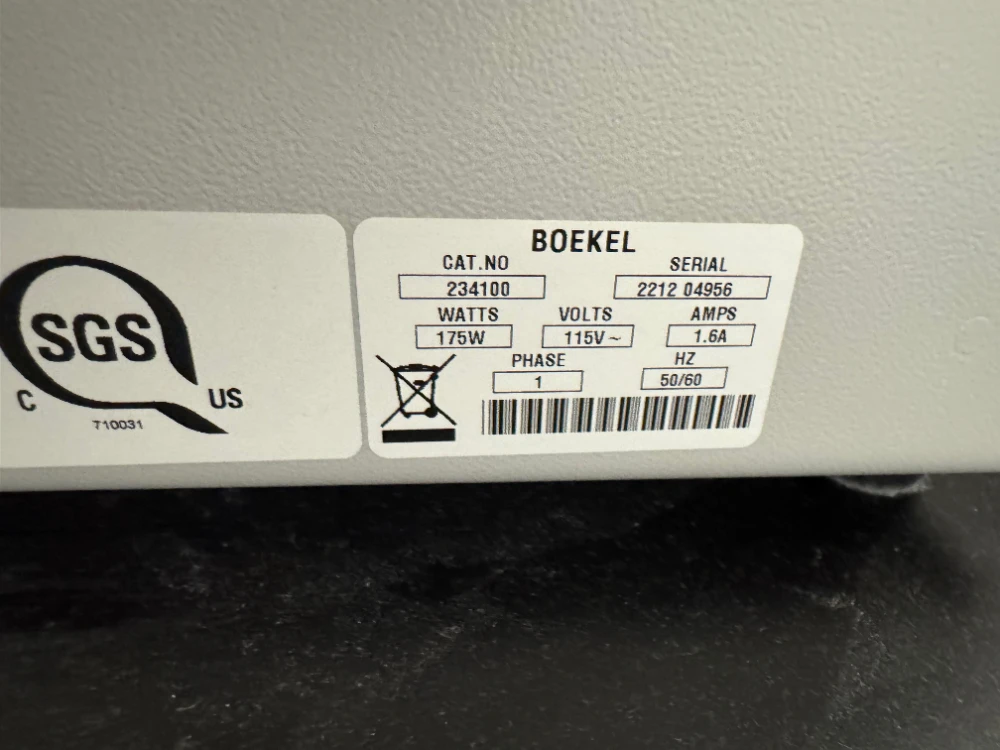 SGS
C US
710031
BOEKEL
CAT.NO SERIAL
234100 2212 04956
WATTS VOLTS AMPS
175W 115V~ 1.6A
PHASE HZ
1 50/60